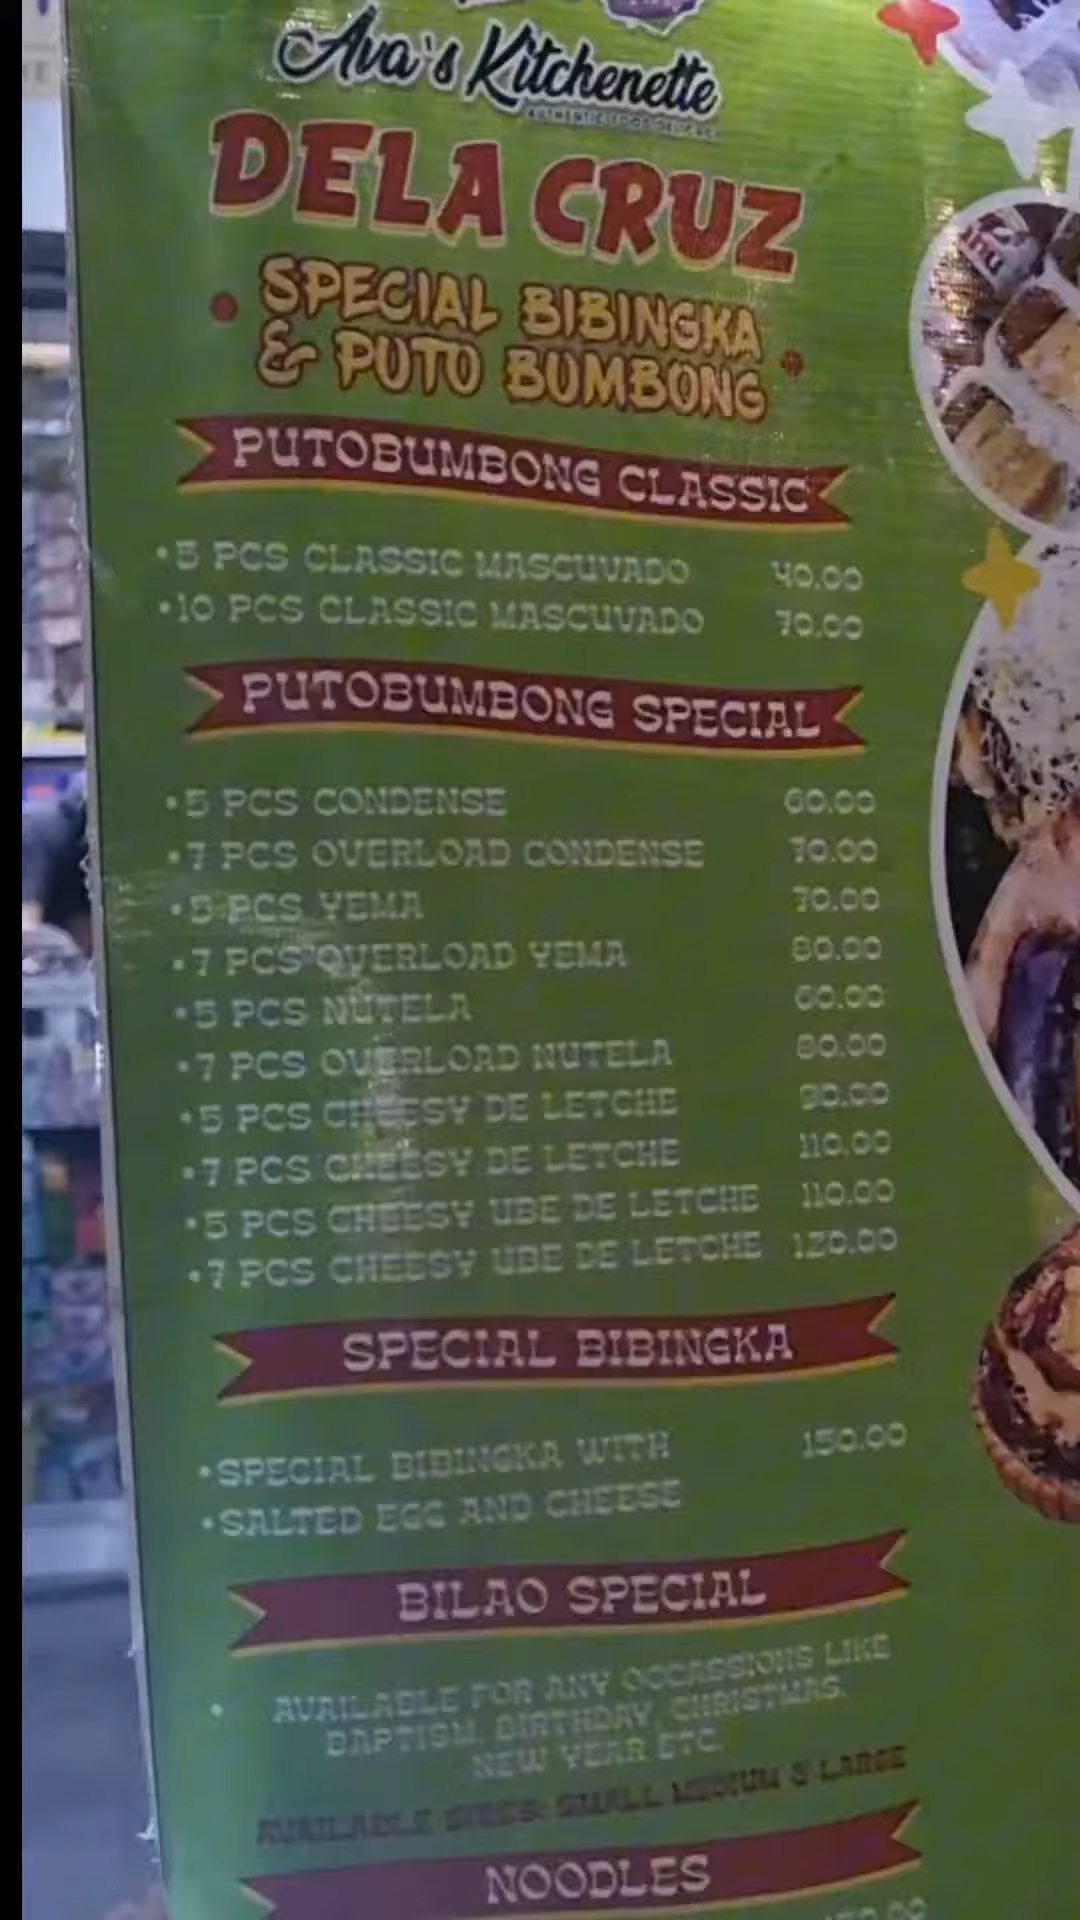 Ava's Kitchenette
DELA CRUZ
SPECIAL BIBINGKA
& PUTO BUMBONG
PUTOBUMBONG CLASSIC
•5 PCS CLASSIC MASCUVADO 40.00
•10 PCS CLASSIC MASCUVADO 70.00
PUTOBUMBONG SPECIAL
•5 PCS CONDENSE 60.00
•7 PCS OVERLOAD CONDENSE 70.00
•5 PCS YEMA 70.00
•7 PCS OVERLOAD YEMA 80.00
•5 PCS NUTELA 60.00
•7 PCS OVERLOAD NUTELA 80.00
•5 PCS CHEESY DE LETCHE 90.00
•7 PCS CHEESY DE LETCHE 110.00
•5 PCS CHEESY UBE DE LETCHE 110.00
•7 PCS CHEESY UBE DE LETCHE 120.00
SPECIAL BIBINGKA
•SPECIAL BIBINGKA WITH 150.00
•SALTED EGG AND CHEESE
BILAO SPECIAL
• AVAILABLE FOR ANY OCCASSIONS LIKE
BAPTISM, BIRTHDAY, CHRISTMAS,
NEW YEAR ETC.
AVAILABLE SIZES: SMALL MEDIUM & LARGE
NOODLES